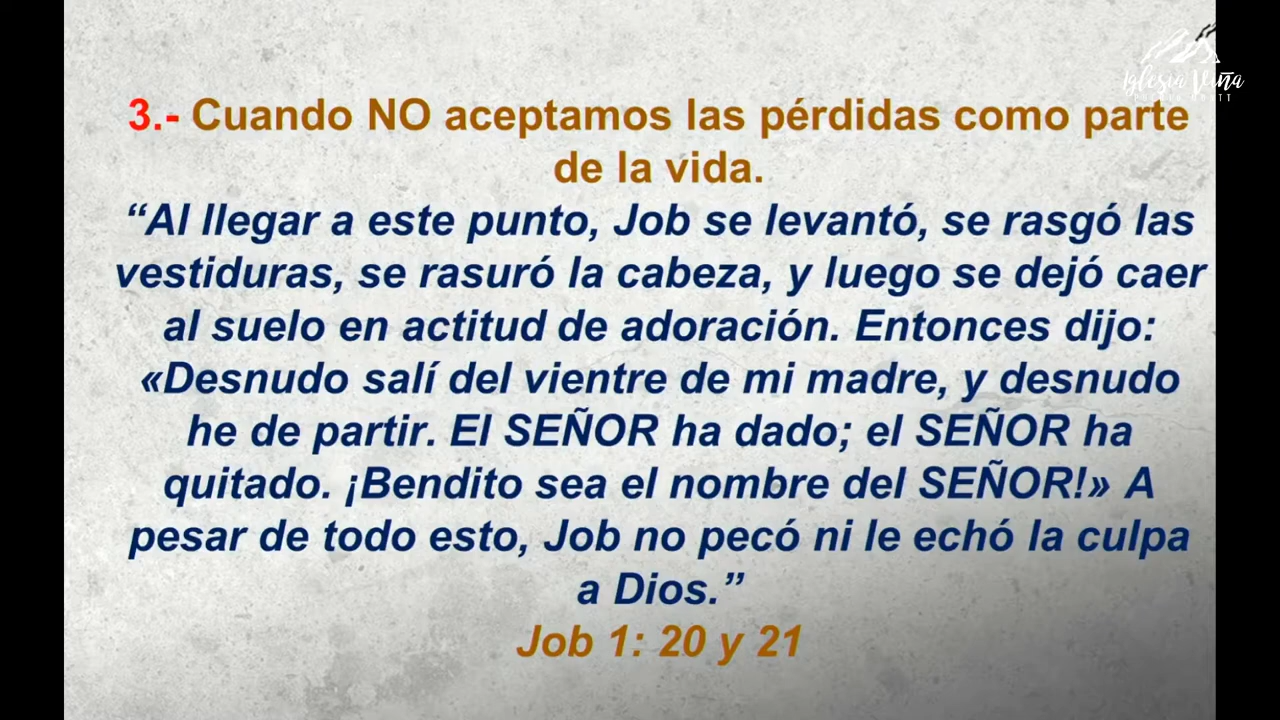 Iglesia Viña
3.- Cuando NO aceptamos las pérdidas como parte
de la vida.
“Al llegar a este punto, Job se levantó, se rasgó las
vestiduras, se rasuró la cabeza, y luego se dejó caer
al suelo en actitud de adoración. Entonces dijo:
«Desnudo salí del vientre de mi madre, y desnudo
he de partir. El SEÑOR ha dado; el SEÑOR ha
quitado. ¡Bendito sea el nombre del SEÑOR!» A
pesar de todo esto, Job no pecó ni le echó la culpa
a Dios.”
Job 1: 20 y 21